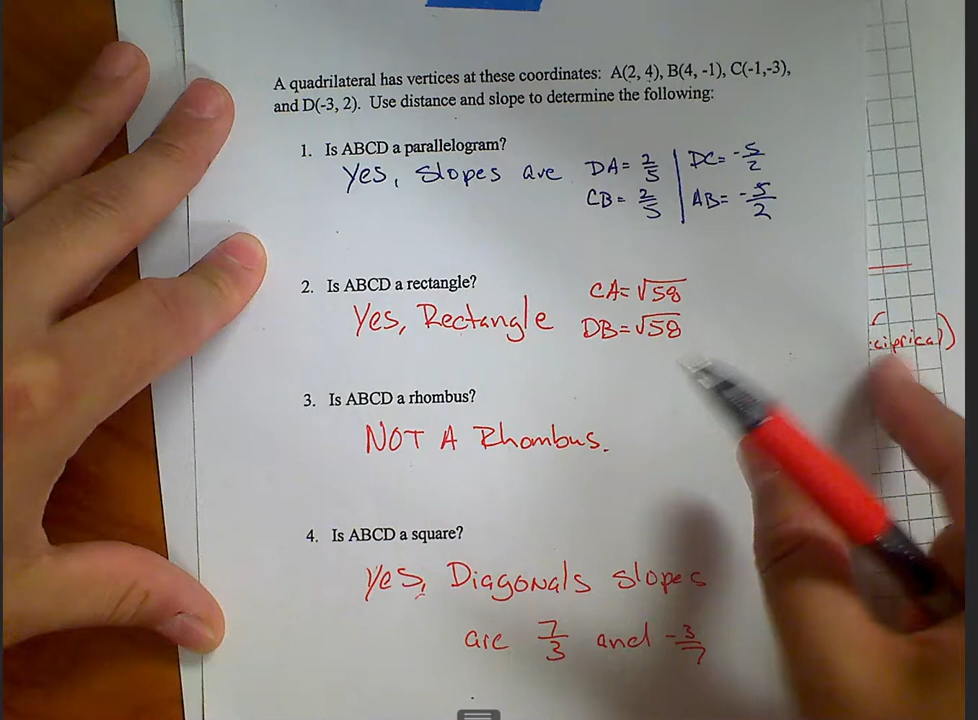 A quadrilateral has vertices at these coordinates: A(2, 4), B(4, -1), C(-1,-3),
and D(-3, 2). Use distance and slope to determine the following:
1. Is ABCD a parallelogram?
Yes, Slopes are DA = 2/5 | DC = -5/2
CB = 2/5 | AB = -5/2
2. Is ABCD a rectangle?
Yes, Rectangle CA = √58
DB = √58
ciprical)
3. Is ABCD a rhombus?
NOT A Rhombus.
4. Is ABCD a square?
Yes, Diagonals slopes
are 7/3 and -3/7